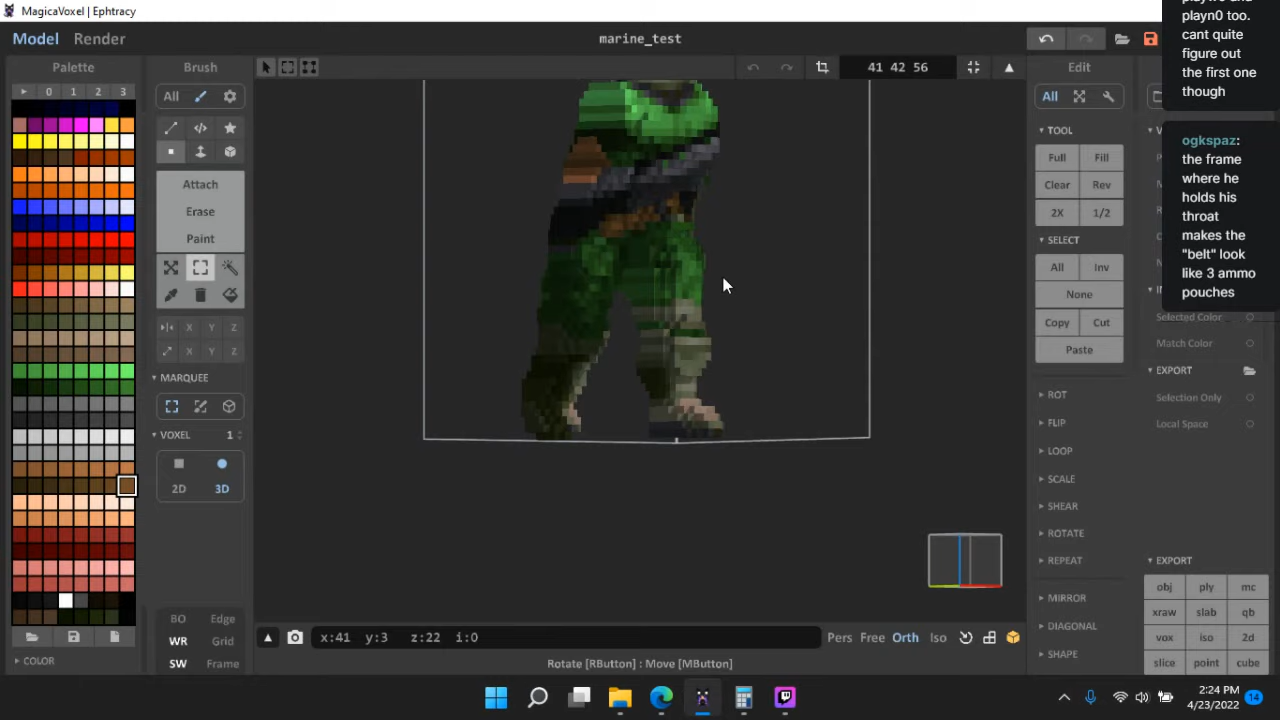 MagicaVoxel | Ephtracy
Model Render
marine_test
playn0 too.
cant quite
figure out
the first one
though
ogkspaz:
the frame
where he
holds his
throat
makes the
"belt" look
like 3 ammo
pouches
Palette
0 1 2 3
COLOR
Brush
All
Attach
Erase
Paint
X Y Z
X Y Z
MARQUEE
VOXEL 1
2D 3D
BO Edge
WR Grid
SW Frame
41 42 56
x:41 y:3 z:22 i:0
Pers Free Orth Iso
Rotate [RButton] : Move [MButton]
Edit
All
TOOL
Full Fill
Clear Rev
2X 1/2
SELECT
All Inv
None
Copy Cut
Paste
ROT
FLIP
LOOP
SCALE
SHEAR
ROTATE
REPEAT
MIRROR
DIAGONAL
SHAPE
Selected Color
Match Color
EXPORT
Selection Only
Local Space
EXPORT
obj ply mc
xraw slab qb
vox iso 2d
slice point cube
2:24 PM
4/23/2022
14